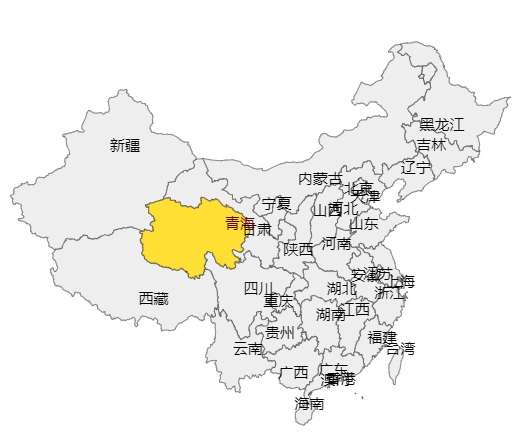 黑龙江
新疆
吉林
辽宁
内蒙古
北京
天津
宁夏
山西
河北
青海
甘肃
山东
陕西
河南
安徽
江苏
上海
四川
湖北
浙江
西藏
重庆
湖南
江西
贵州
福建
云南
台湾
广西
广东
澳门
香港
海南